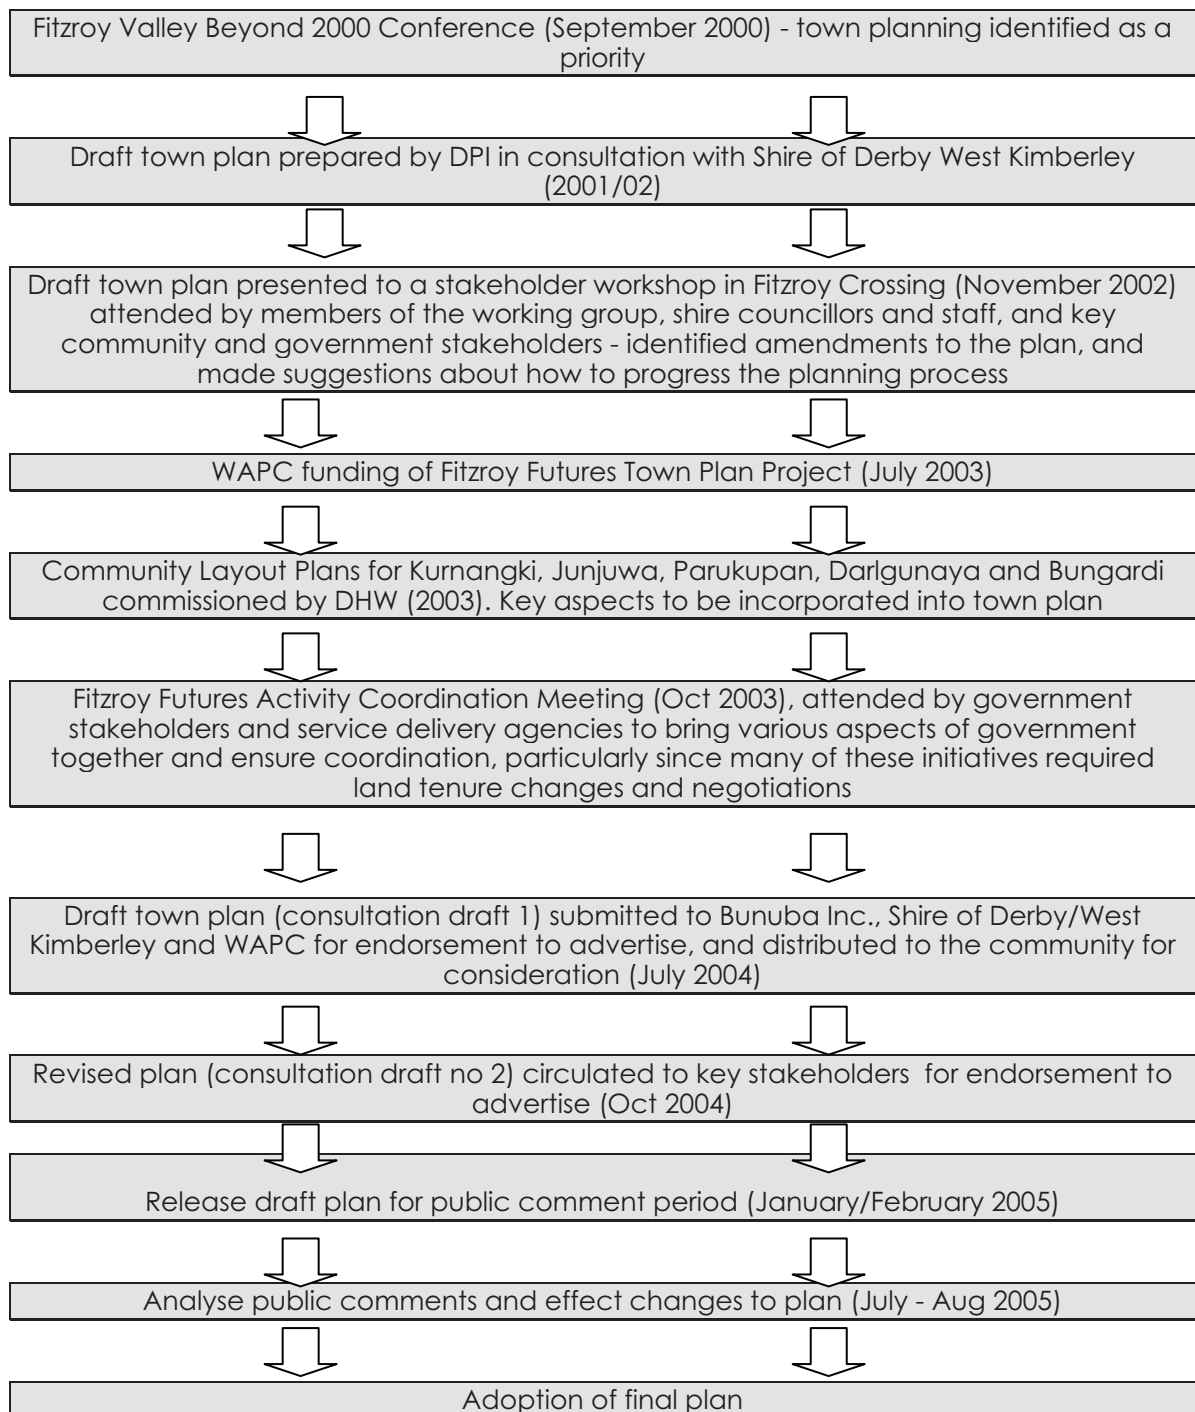 Fitzroy Valley Beyond 2000 Conference (September 2000) - town planning identified as a
priority
Draft town plan prepared by DPI in consultation with Shire of Derby West Kimberley
(2001/02)
Draft town plan presented to a stakeholder workshop in Fitzroy Crossing (November 2002)
attended by members of the working group, shire councillors and staff, and key
community and government stakeholders - identified amendments to the plan, and
made suggestions about how to progress the planning process
WAPC funding of Fitzroy Futures Town Plan Project (July 2003)
Community Layout Plans for Kurnangki, Junjuwa, Parukupan, Darlgunaya and Bungardi
commissioned by DHW (2003). Key aspects to be incorporated into town plan
Fitzroy Futures Activity Coordination Meeting (Oct 2003), attended by government
stakeholders and service delivery agencies to bring various aspects of government
together and ensure coordination, particularly since many of these initiatives required
land tenure changes and negotiations
Draft town plan (consultation draft 1) submitted to Bunuba Inc., Shire of Derby/West
Kimberley and WAPC for endorsement to advertise, and distributed to the community for
consideration (July 2004)
Revised plan (consultation draft no 2) circulated to key stakeholders for endorsement to
advertise (Oct 2004)
Release draft plan for public comment period (January/February 2005)
Analyse public comments and effect changes to plan (July - Aug 2005)
Adoption of final plan